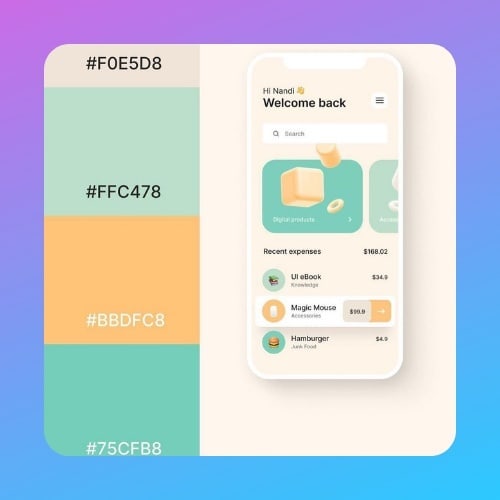 #F0E5D8
#FFC478
#BBDFC8
#75CFB8
Hi Nandi 👋
Welcome back
Search
Digital products
Access
Recent expenses $168.02
UI eBook $34.9
Knowledge
Magic Mouse $99.9
Accessories
Hamburger $4.9
Junk Food